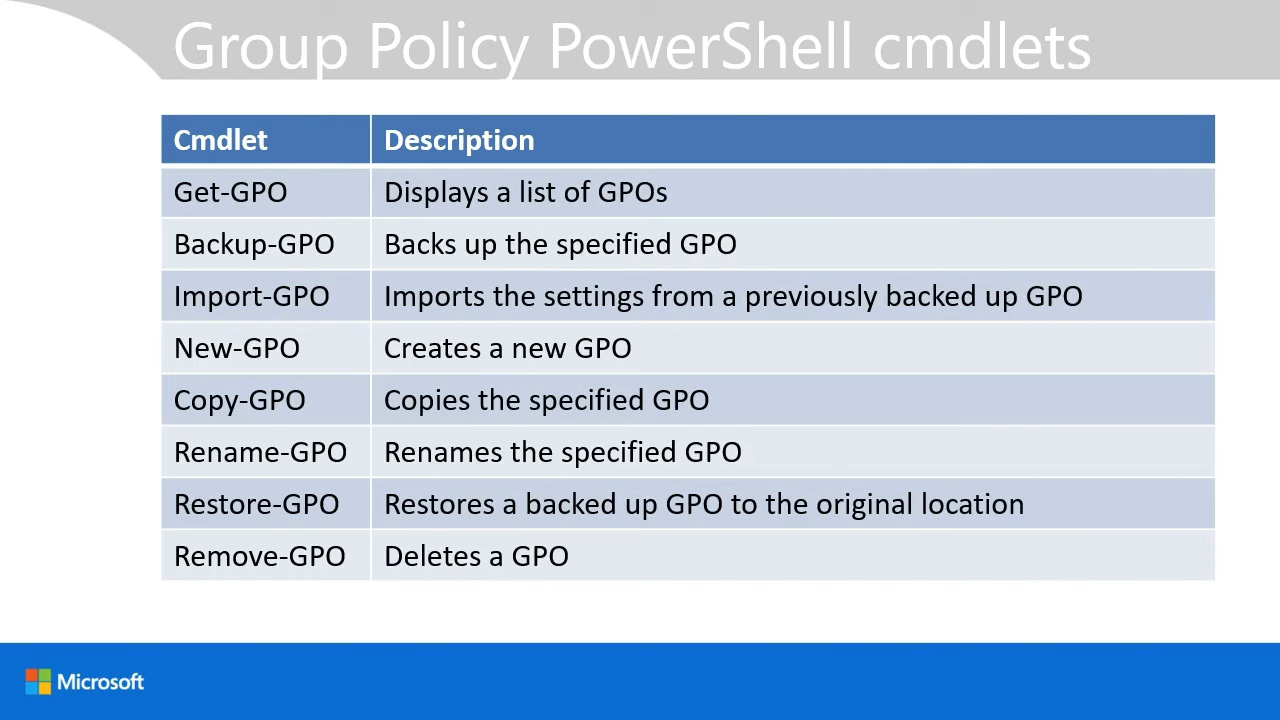 Group Policy PowerShell cmdlets
Cmdlet Description
Get-GPO Displays a list of GPOs
Backup-GPO Backs up the specified GPO
Import-GPO Imports the settings from a previously backed up GPO
New-GPO Creates a new GPO
Copy-GPO Copies the specified GPO
Rename-GPO Renames the specified GPO
Restore-GPO Restores a backed up GPO to the original location
Remove-GPO Deletes a GPO
Microsoft